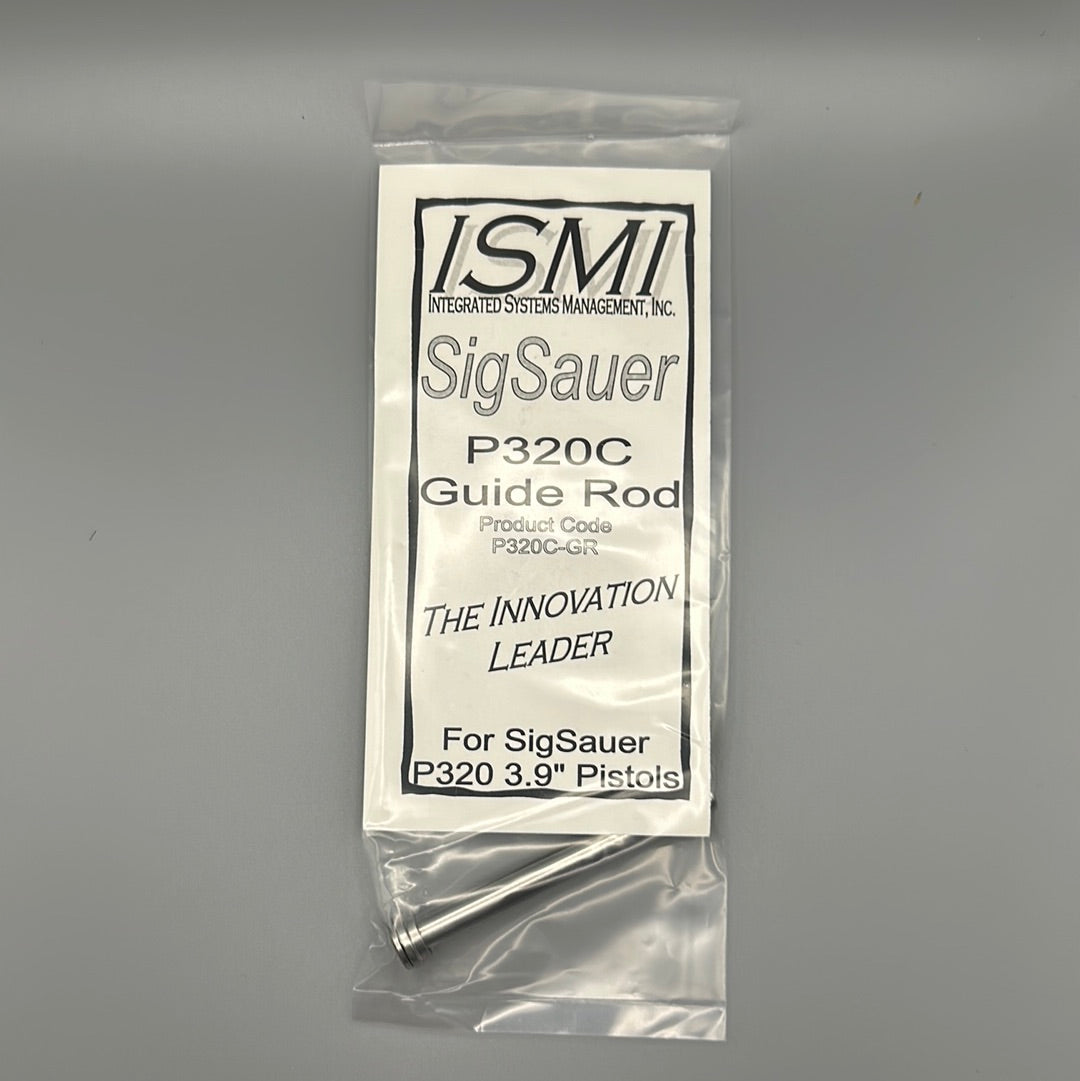 ISMI
INTEGRATED SYSTEMS MANAGEMENT, INC.
SigSauer
P320C
Guide Rod
Product Code
P320C-GR
THE INNOVATION
LEADER
For SigSauer
P320 3.9" Pistols